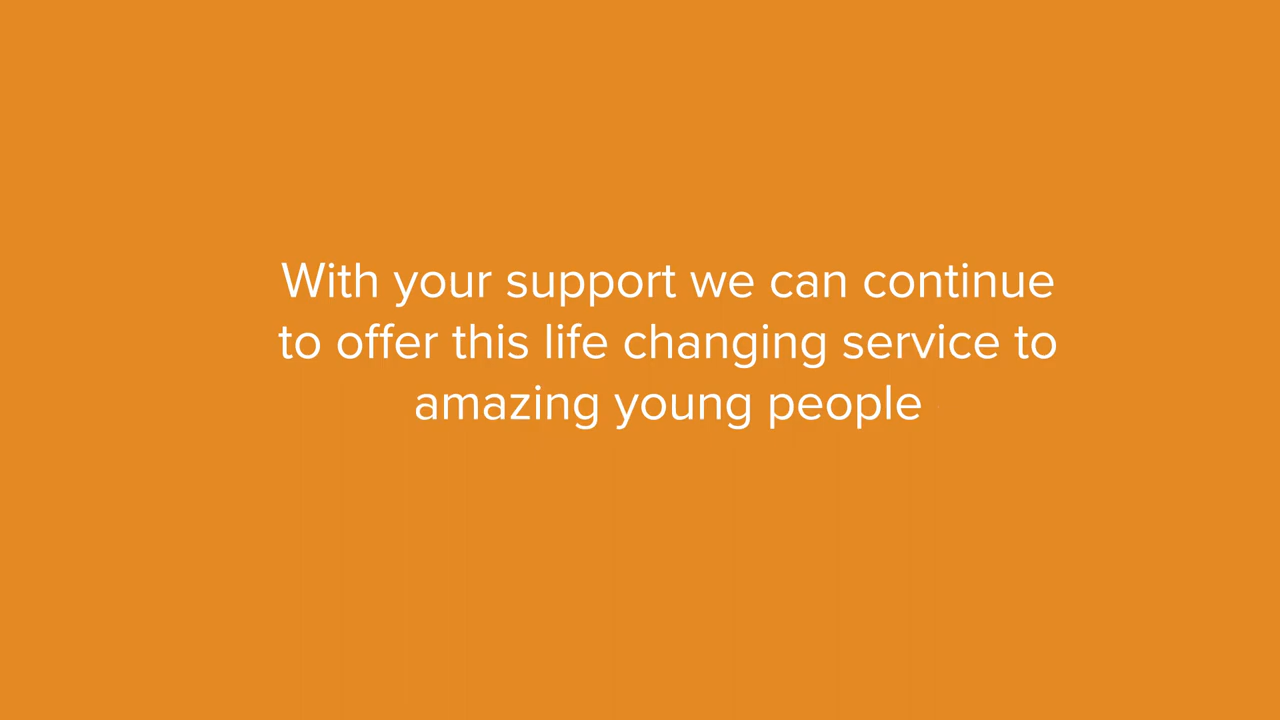 With your support we can continue
to offer this life changing service to
amazing young people